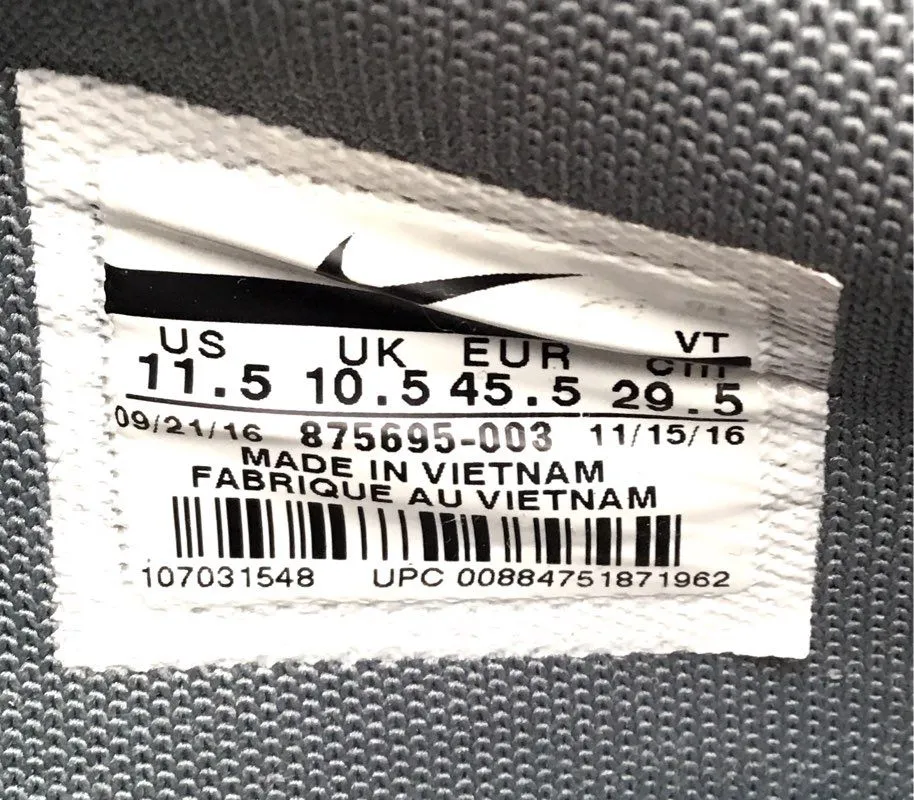 VT
US UK EUR cm
11.5 10.5 45.5 29.5
09/21/16 875695-003 11/15/16
MADE IN VIETNAM
FABRIQUE AU VIETNAM
107031548 UPC 00884751871962